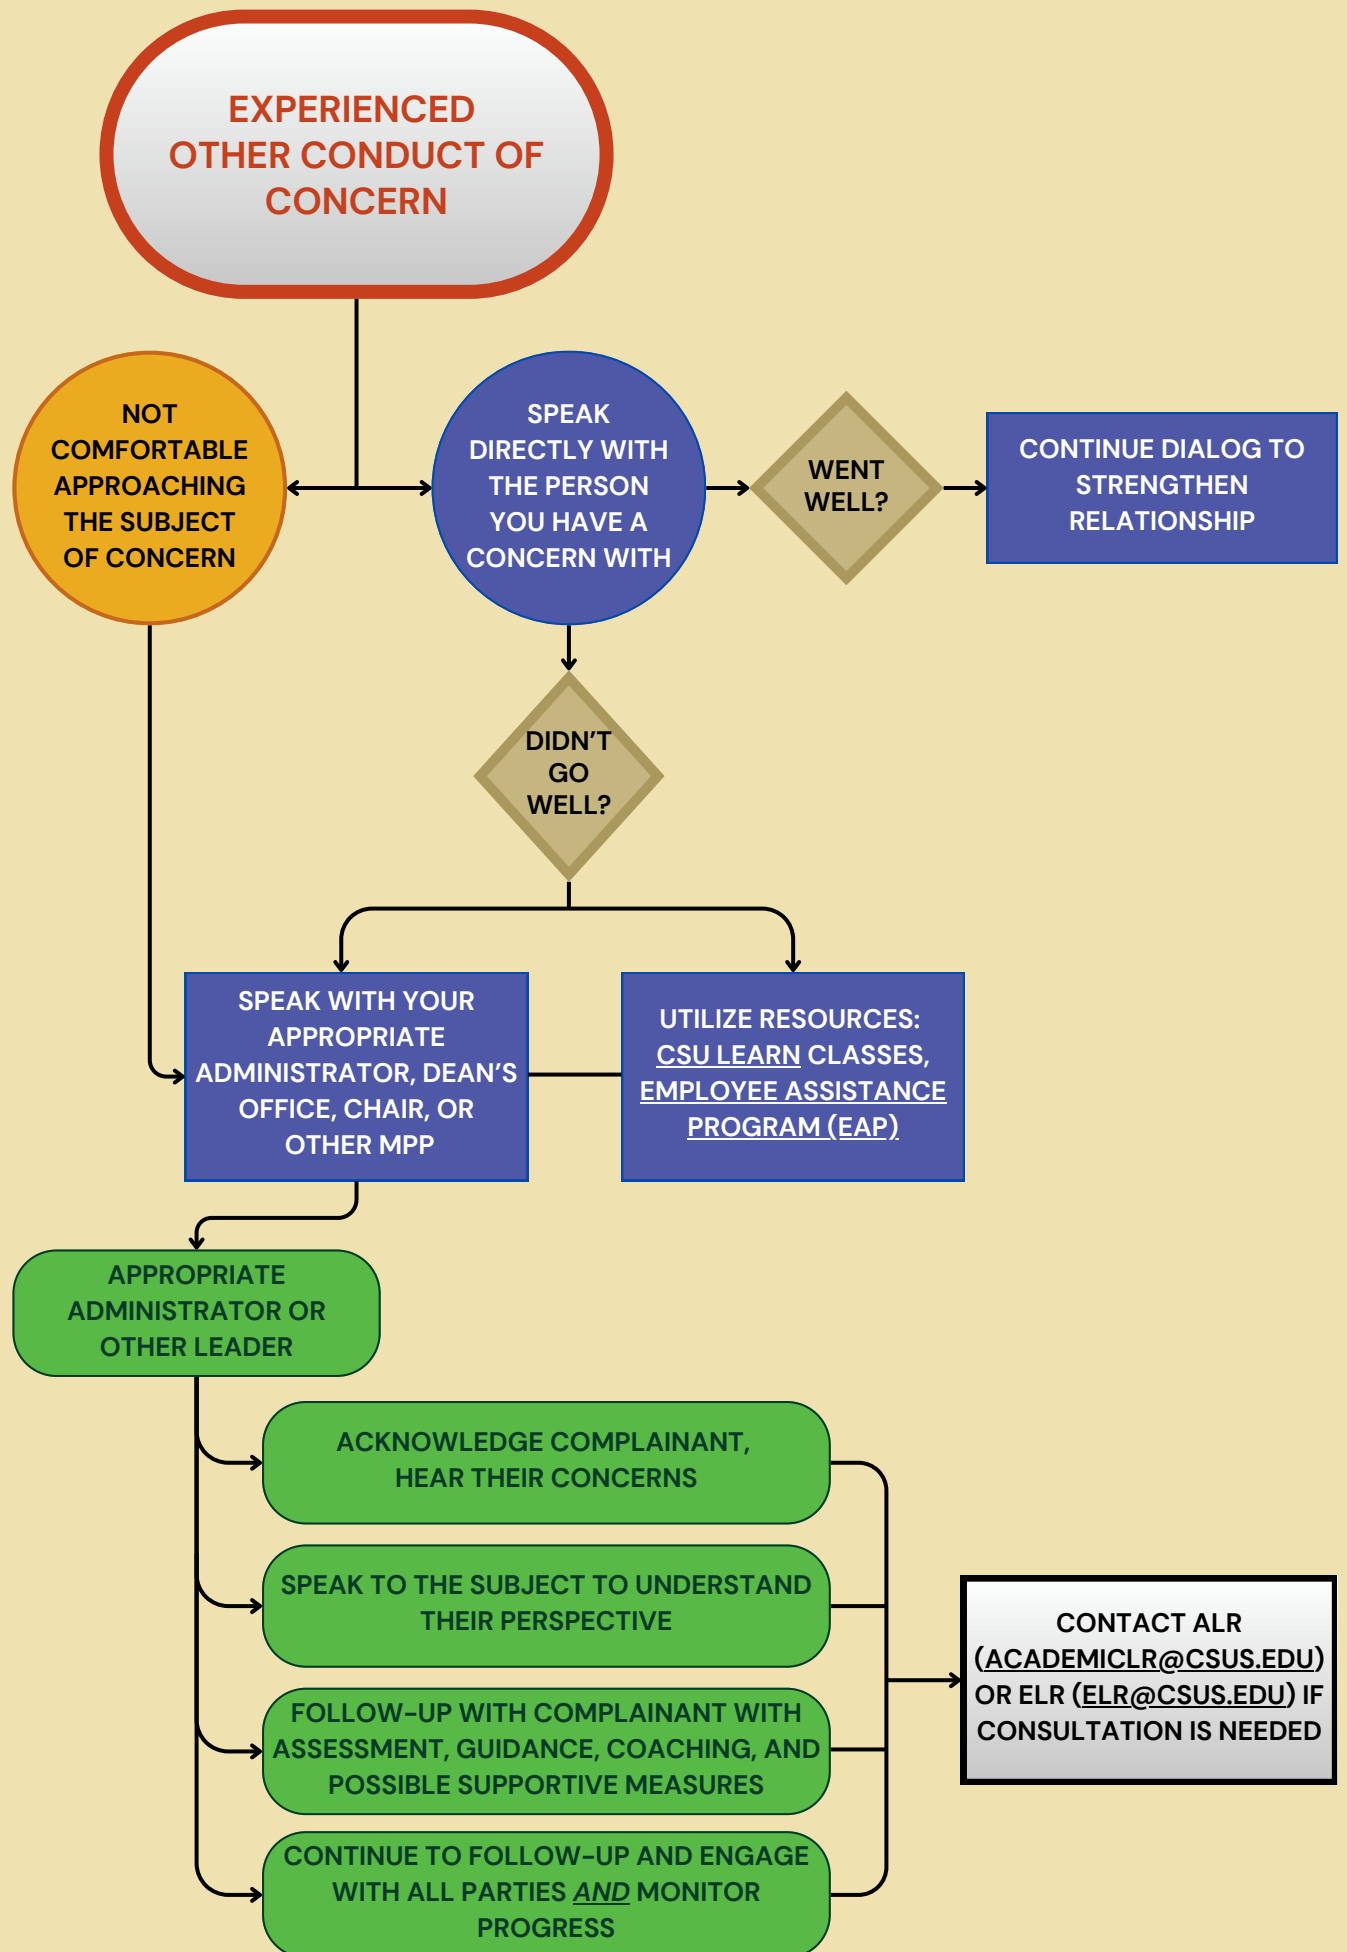 EXPERIENCED
OTHER CONDUCT OF
CONCERN
NOT
COMFORTABLE
APPROACHING
THE SUBJECT
OF CONCERN
SPEAK
DIRECTLY WITH
THE PERSON
YOU HAVE A
CONCERN WITH
WENT
WELL?
CONTINUE DIALOG TO
STRENGTHEN
RELATIONSHIP
DIDN'T
GO
WELL?
SPEAK WITH YOUR
APPROPRIATE
ADMINISTRATOR, DEAN'S
OFFICE, CHAIR, OR
OTHER MPP
UTILIZE RESOURCES:
CSU LEARN CLASSES,
EMPLOYEE ASSISTANCE
PROGRAM (EAP)
APPROPRIATE
ADMINISTRATOR OR
OTHER LEADER
ACKNOWLEDGE COMPLAINANT,
HEAR THEIR CONCERNS
SPEAK TO THE SUBJECT TO UNDERSTAND
THEIR PERSPECTIVE
FOLLOW-UP WITH COMPLAINANT WITH
ASSESSMENT, GUIDANCE, COACHING, AND
POSSIBLE SUPPORTIVE MEASURES
CONTINUE TO FOLLOW-UP AND ENGAGE
WITH ALL PARTIES AND MONITOR
PROGRESS
CONTACT ALR
(ACADEMICLR@CSUS.EDU)
OR ELR (ELR@CSUS.EDU) IF
CONSULTATION IS NEEDED